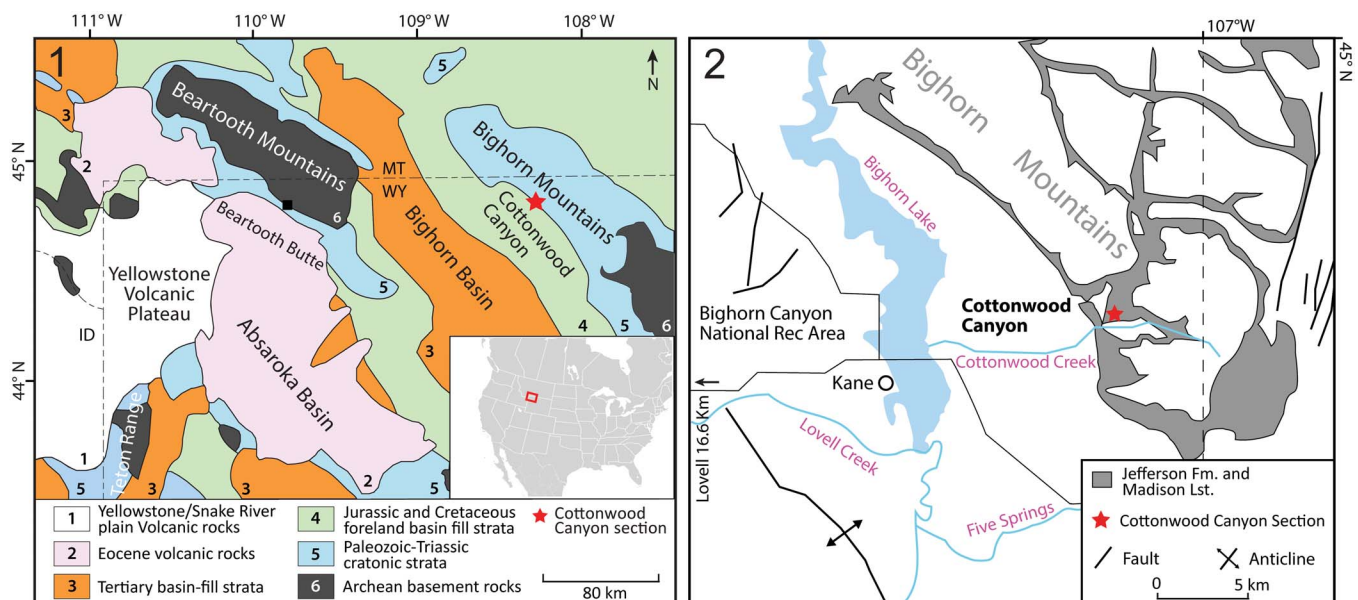 111° W
110° W
109° W
108° W
1
5
N
Beartooth Mountains
3
Bighorn Mountains
2
45° N
MT
WY
6
Cottonwood
Canyon
Beartooth Butte
Bighorn Basin
Yellowstone
Volcanic
Plateau
5
ID
Absaroka Basin
4
5
6
3
44° N
Teton Range
1
5
3
3
2
5
1 Yellowstone/Snake River
plain Volcanic rocks
2 Eocene volcanic rocks
3 Tertiary basin-fill strata
4 Jurassic and Cretaceous
foreland basin fill strata
5 Paleozoic-Triassic
cratonic strata
6 Archean basement rocks
Cottonwood
Canyon section
80 km
107°W
45° N
2
Bighorn
Mountains
Bighorn Lake
Bighorn Canyon
National Rec Area
Cottonwood
Canyon
Cottonwood Creek
Kane
Lovell 16.6 Km
Lovell Creek
Five Springs
Jefferson Fm. and
Madison Lst.
Cottonwood Canyon Section
Fault
Anticline
0
5 km